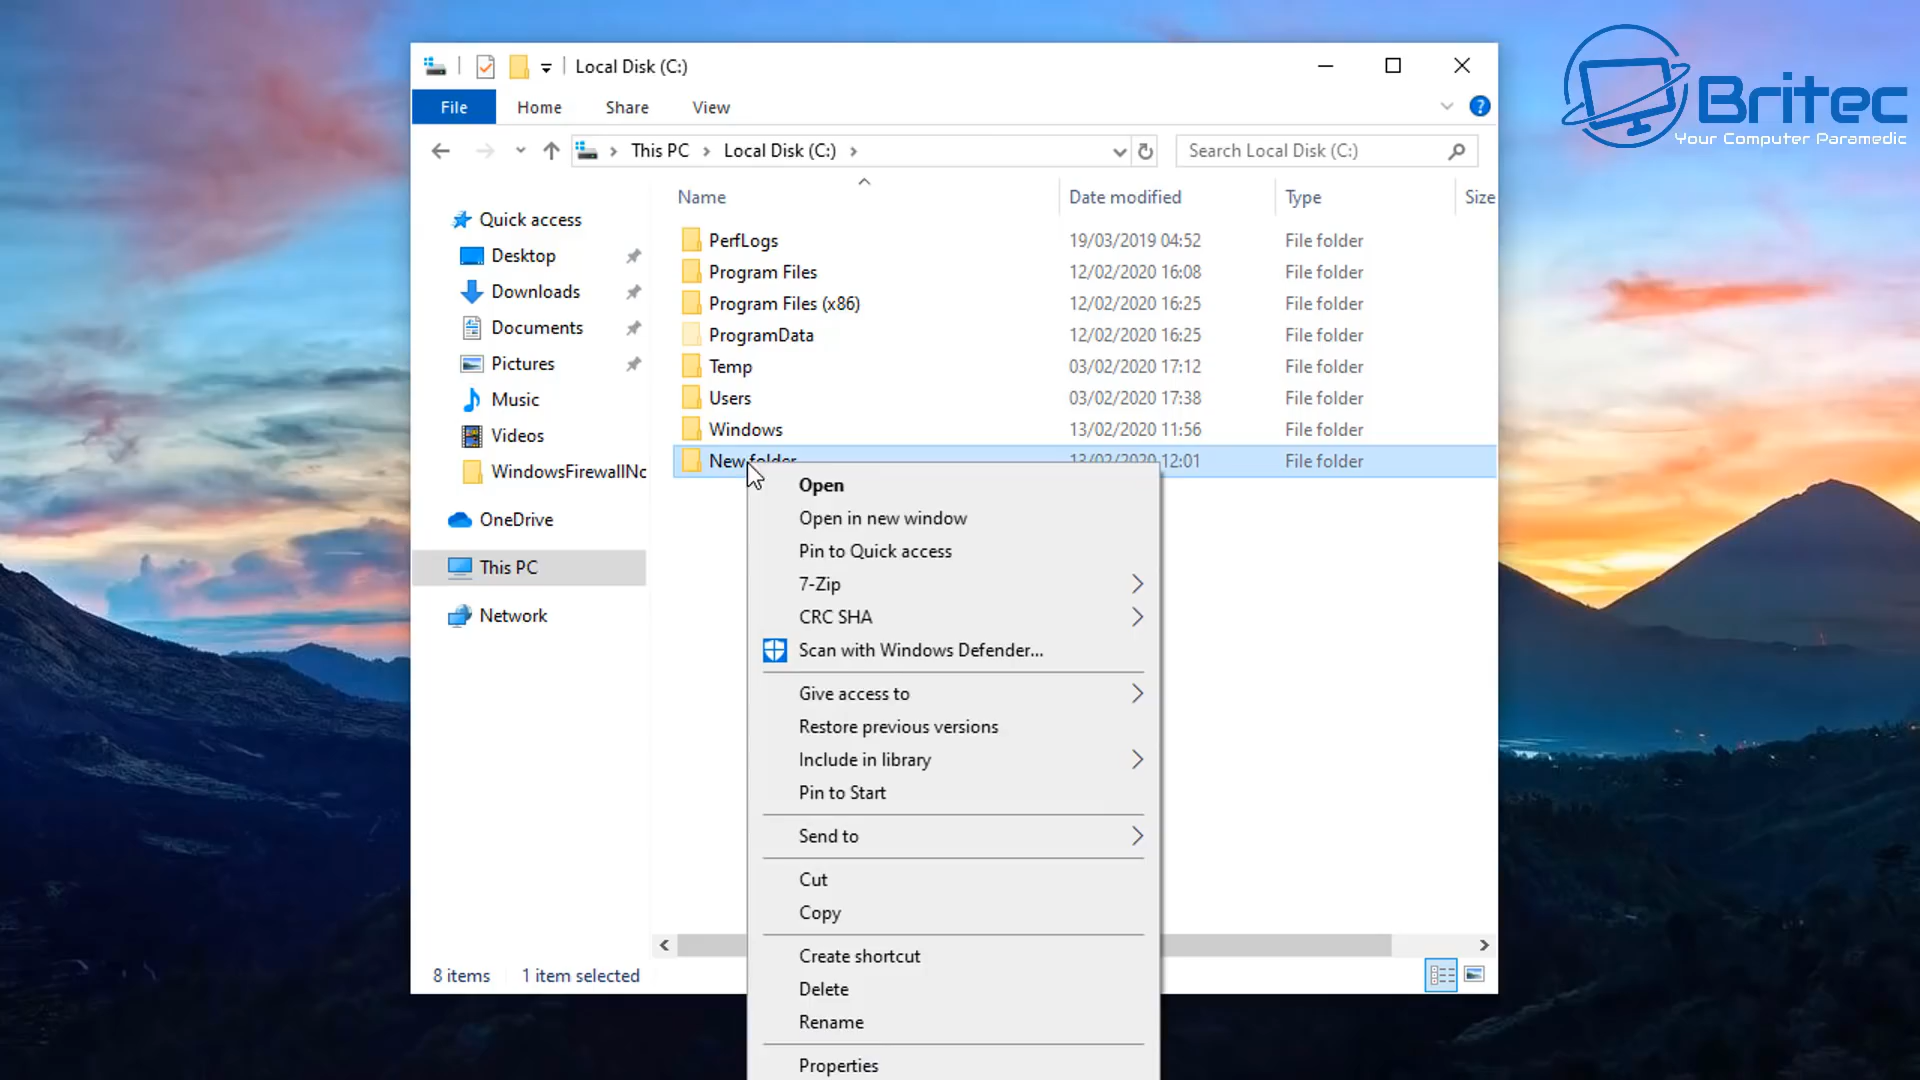 Local Disk (C:)
Britec
Your Computer Paramedic
File Home Share View
This PC Local Disk (C:) Search Local Disk (C:)
Name Date modified Type Size
Quick access
Desktop
Downloads
Documents
Pictures
Music
Videos
WindowsFirewallNc
OneDrive
This PC
Network
PerfLogs 19/03/2019 04:52 File folder
Program Files 12/02/2020 16:08 File folder
Program Files (x86) 12/02/2020 16:25 File folder
ProgramData 12/02/2020 16:25 File folder
Temp 03/02/2020 17:12 File folder
Users 03/02/2020 17:38 File folder
Windows 13/02/2020 11:56 File folder
New folder 13/02/2020 12:01 File folder
Open
Open in new window
Pin to Quick access
7-Zip
CRC SHA
Scan with Windows Defender...
Give access to
Restore previous versions
Include in library
Pin to Start
Send to
Cut
Copy
Create shortcut
Delete
Rename
Properties
8 items 1 item selected